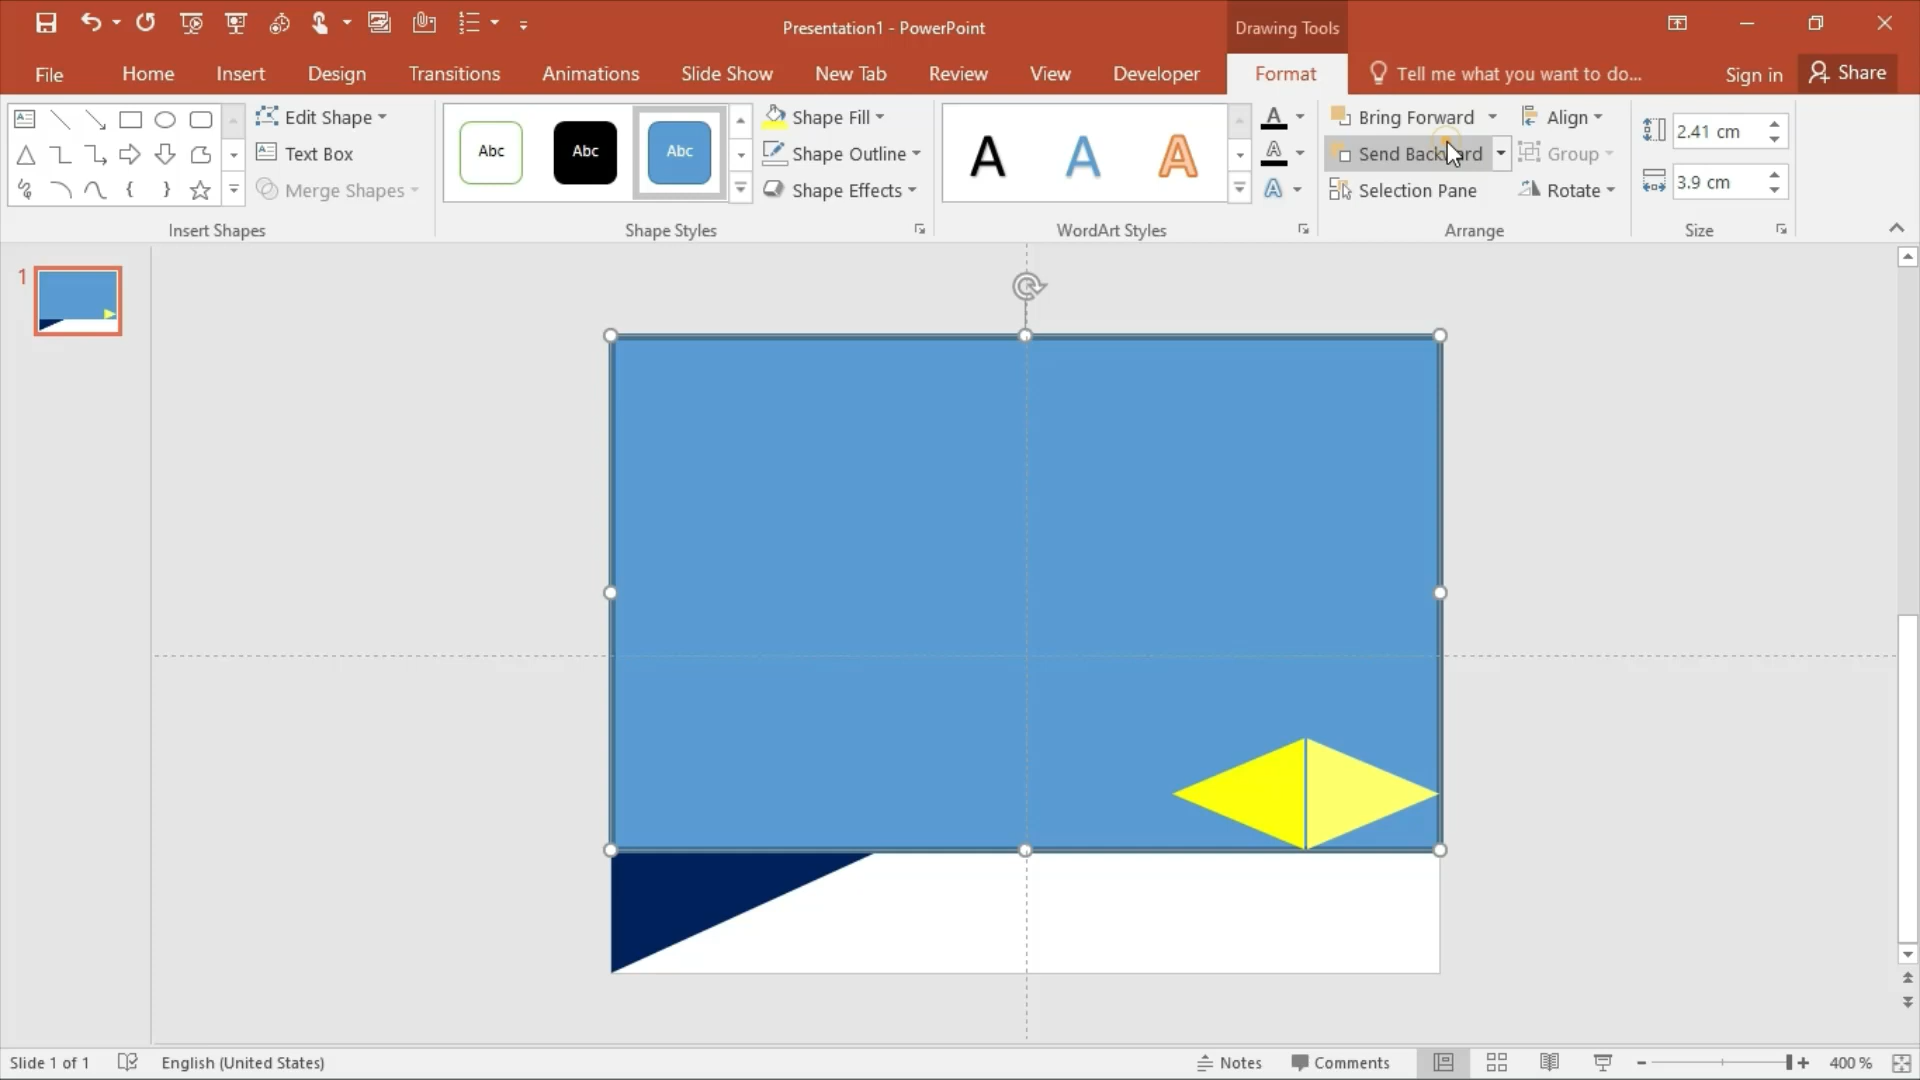 Presentation1 - PowerPoint
Drawing Tools
File Home Insert Design Transitions Animations Slide Show New Tab Review View Developer Format Tell me what you want to do... Sign in Share
Edit Shape
Text Box
Merge Shapes
Insert Shapes
Abc Abc Abc
Shape Fill
Shape Outline
Shape Effects
Shape Styles
A A A
A
A
A
WordArt Styles
Bring Forward
Send Backward
Selection Pane
Align
Group
Rotate
Arrange
2.41 cm
3.9 cm
Size
1
Slide 1 of 1 English (United States) Notes Comments 400 %